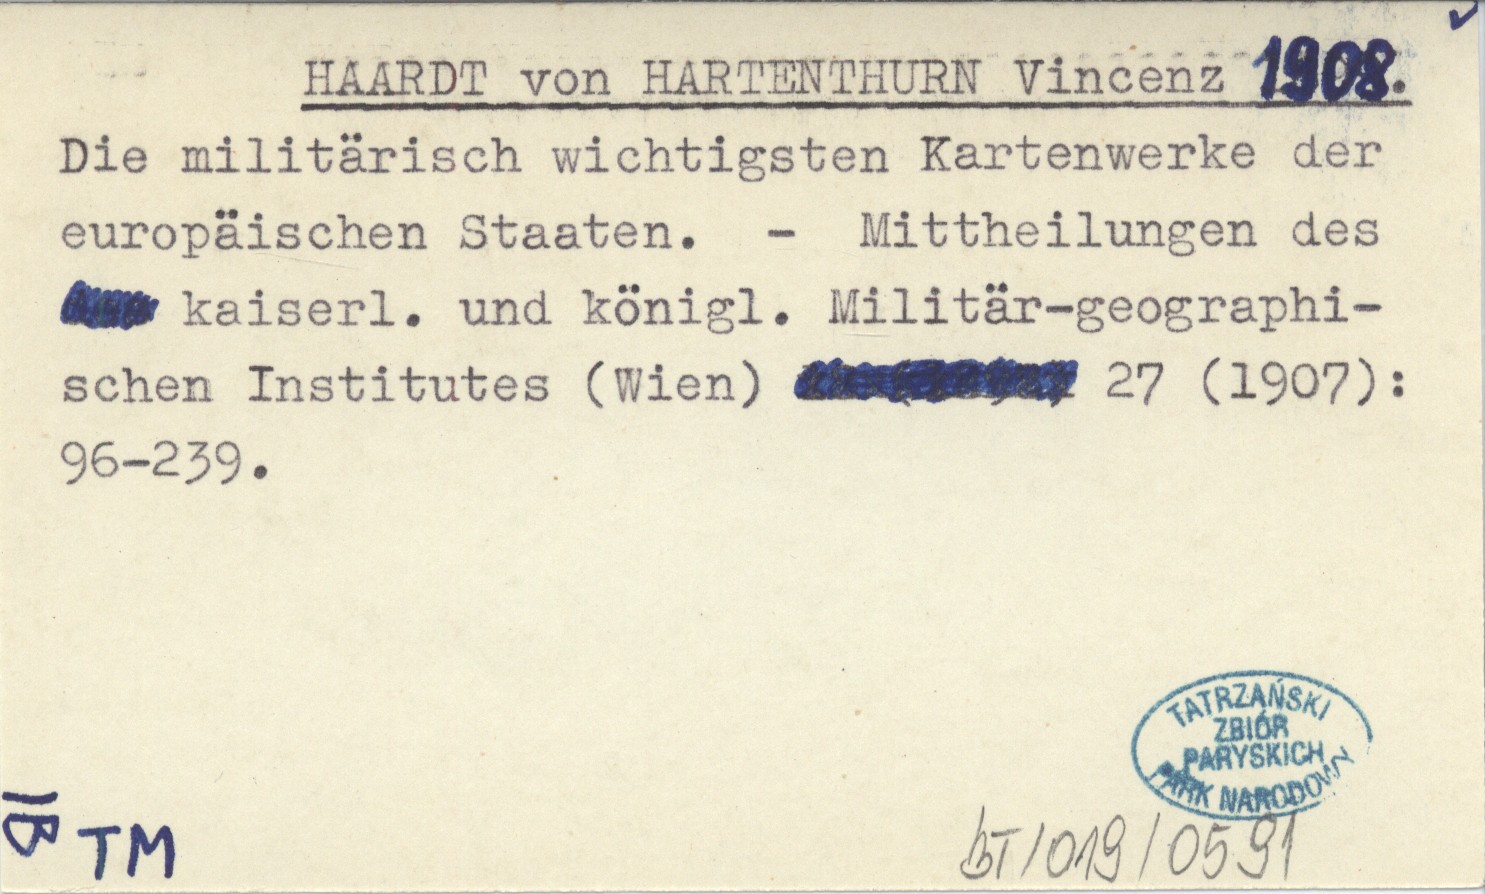 HAARDT von HARTENTHURN Vincenz 1908.
Die militärisch wichtigsten Kartenwerke der
europäischen Staaten. - Mittheilungen des
kaiserl. und königl. Militär-geographi-
schen Institutes (Wien) 27 (1907):
96-239.
TATRZAŃSKI
ZBIÓR
PARYSKICH
PARK NARODOWY
IB TM
BT/019/0591